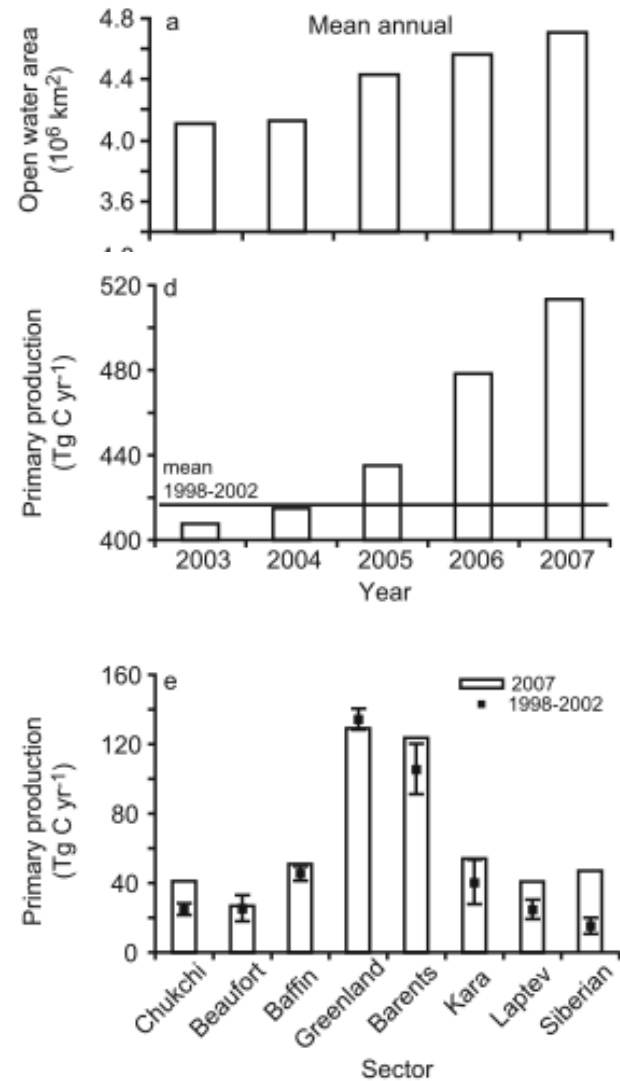 a
Mean annual
Open water area
(10⁶ km²)
4.8
4.4
4.0
3.6
d
Primary production
(Tg C yr⁻¹)
520
480
440
400
mean
1998-2002
2003 2004 2005 2006 2007
Year
e
Primary production
(Tg C yr⁻¹)
160
120
80
40
0
2007
1998-2002
Chukchi
Beaufort
Baffin
Greenland
Barents
Kara
Laptev
Siberian
Sector